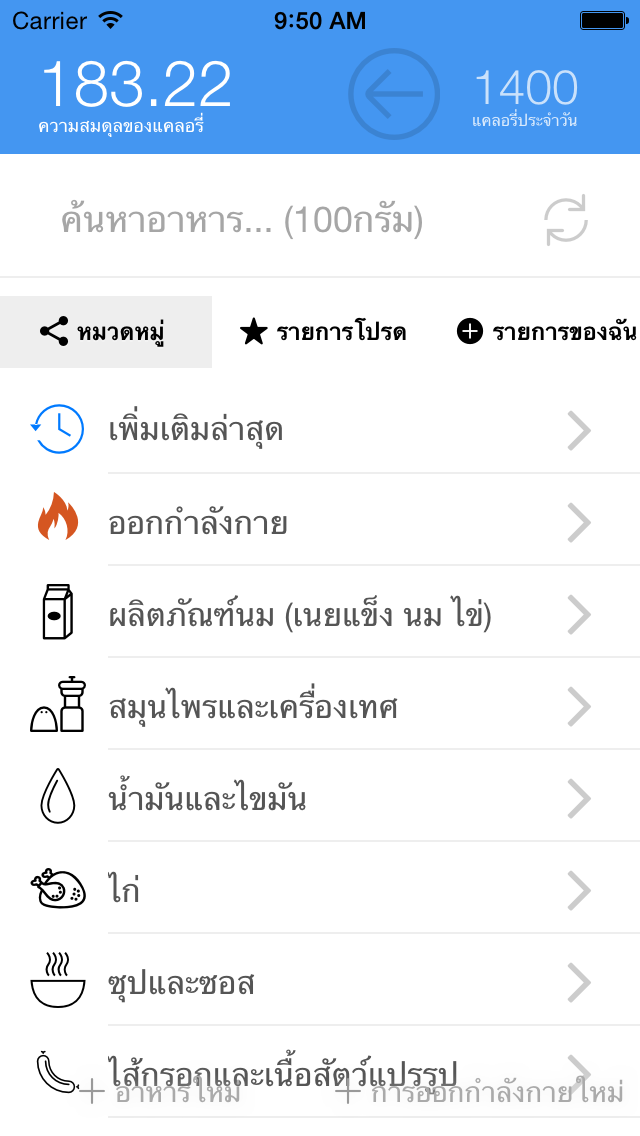 Carrier 9:50 AM
183.22 1400
ความสมดุลของแคลอรี่ แคลอรี่ประจำวัน
ค้นหาอาหาร... (100กรัม)
หมวดหมู่ รายการโปรด รายการของฉัน
เพิ่มเติมล่าสุด
ออกกำลังกาย
ผลิตภัณฑ์นม (เนยแข็ง นม ไข่)
สมุนไพรและเครื่องเทศ
น้ำมันและไขมัน
ไก่
ซุปและซอส
ไส้กรอกและเนื้อสัตว์แปรรูป
อาหารใหม่ การออกกำลังกายใหม่